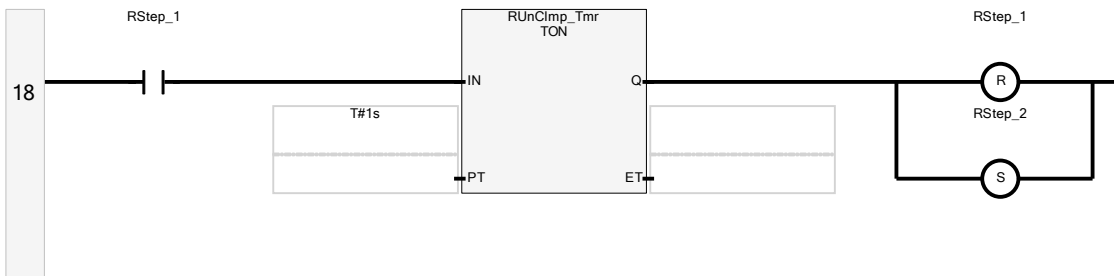 RStep_1
RUnClmp_Tmr
TON
RStep_1
18
IN
Q
R
T#1s
RStep_2
PT
ET
S